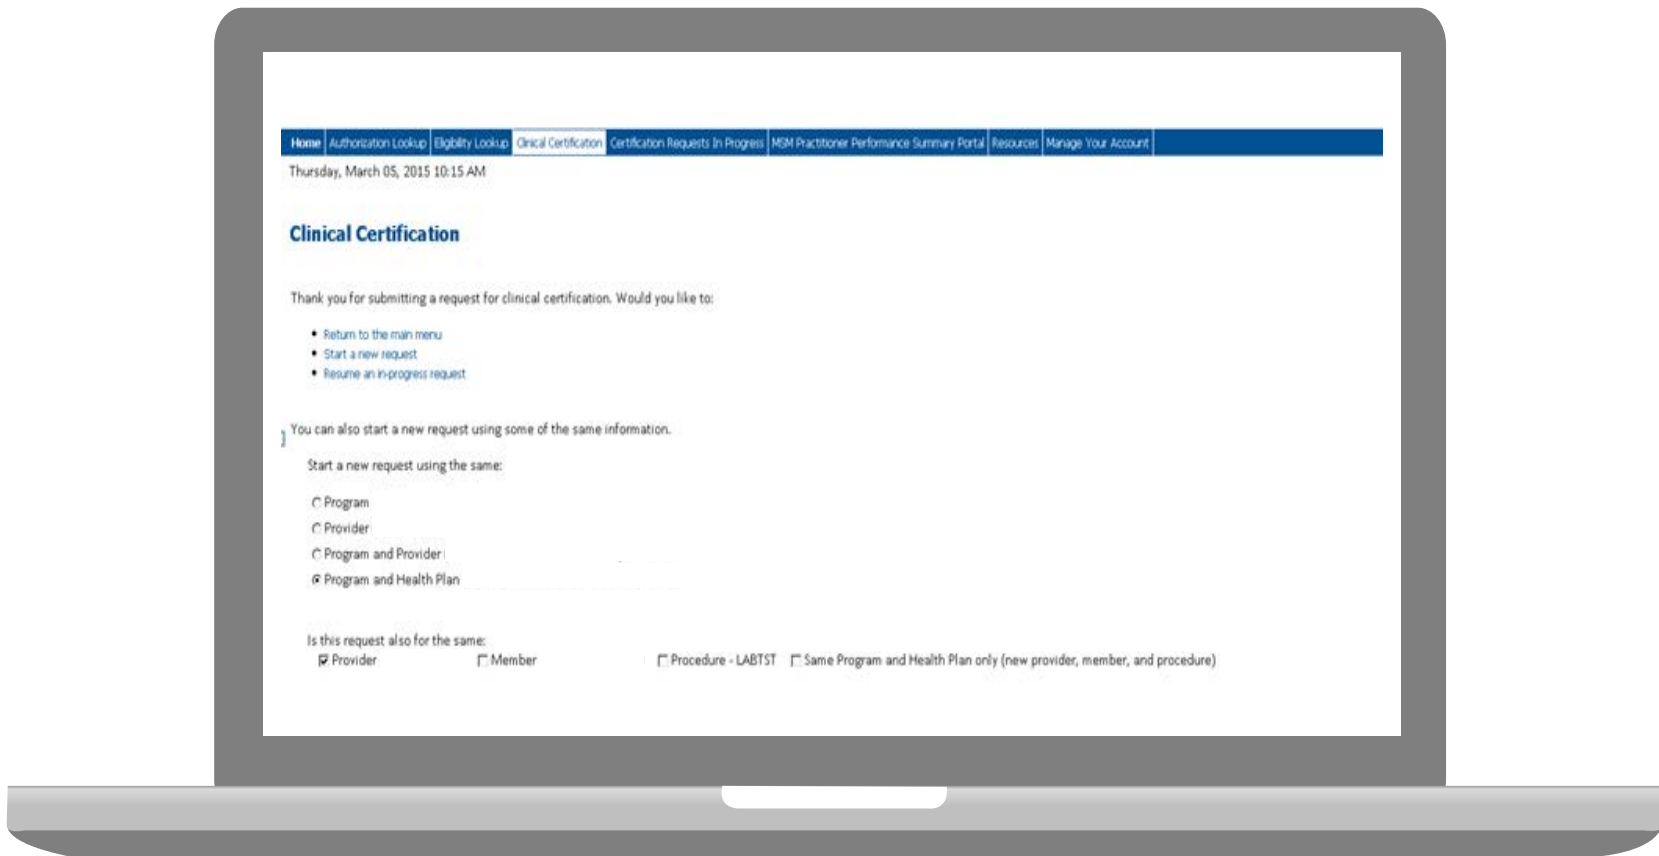 Home Authorization Lookup Eligibility Lookup Clinical Certification Certification Requests In Progress MSM Practitioner Performance Summary Portal Resources Manage Your Account
Thursday, March 05, 2015 10:15 AM
Clinical Certification
Thank you for submitting a request for clinical certification. Would you like to:
• Return to the main menu
• Start a new request
• Resume an in-progress request
You can also start a new request using some of the same information.
Start a new request using the same:
Program
Provider
Program and Provider
Program and Health Plan
Is this request also for the same:
Provider Member Procedure - LABTST Same Program and Health Plan only (new provider, member, and procedure)